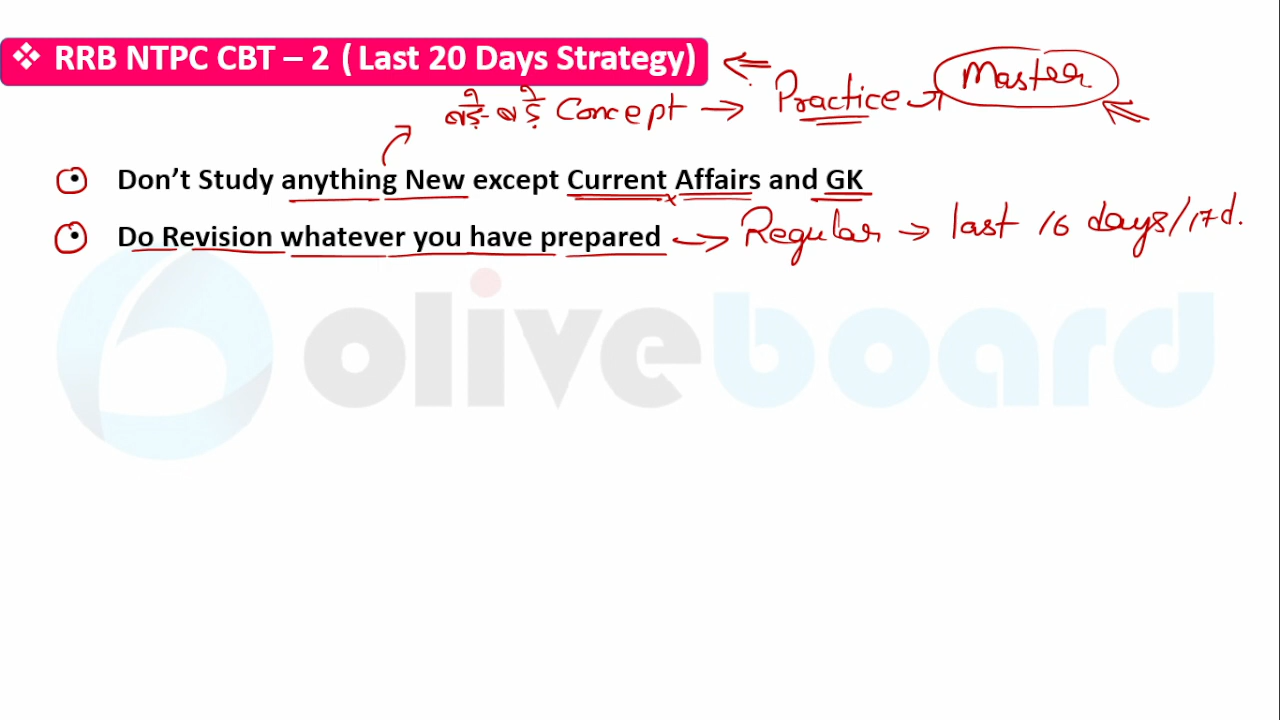 ❖ RRB NTPC CBT – 2 ( Last 20 Days Strategy)
बड़े-बड़े Concept → Practice → Master
Don’t Study anything New except Current Affairs and GK
Do Revision whatever you have prepared → Regular → last 16 days/17d.
oliveboard